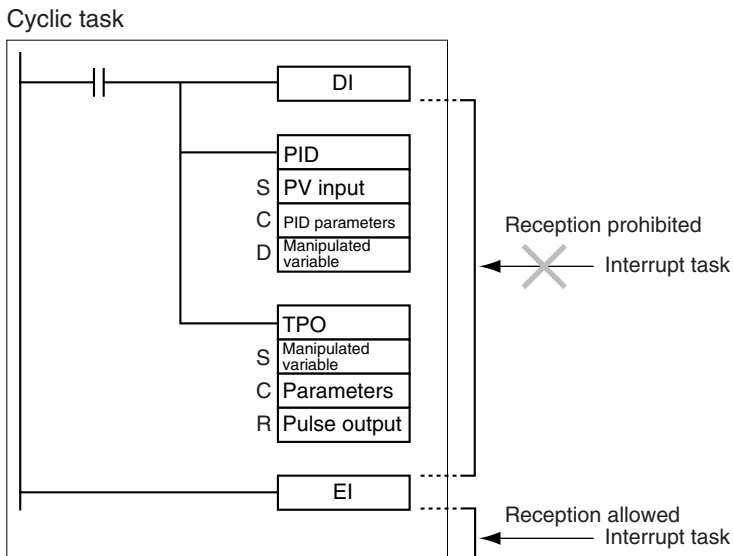 Cyclic task
DI
PID
S PV input
C PID parameters
D Manipulated
variable
Reception prohibited
Interrupt task
TPO
S Manipulated
variable
C Parameters
R Pulse output
EI
Reception allowed
Interrupt task